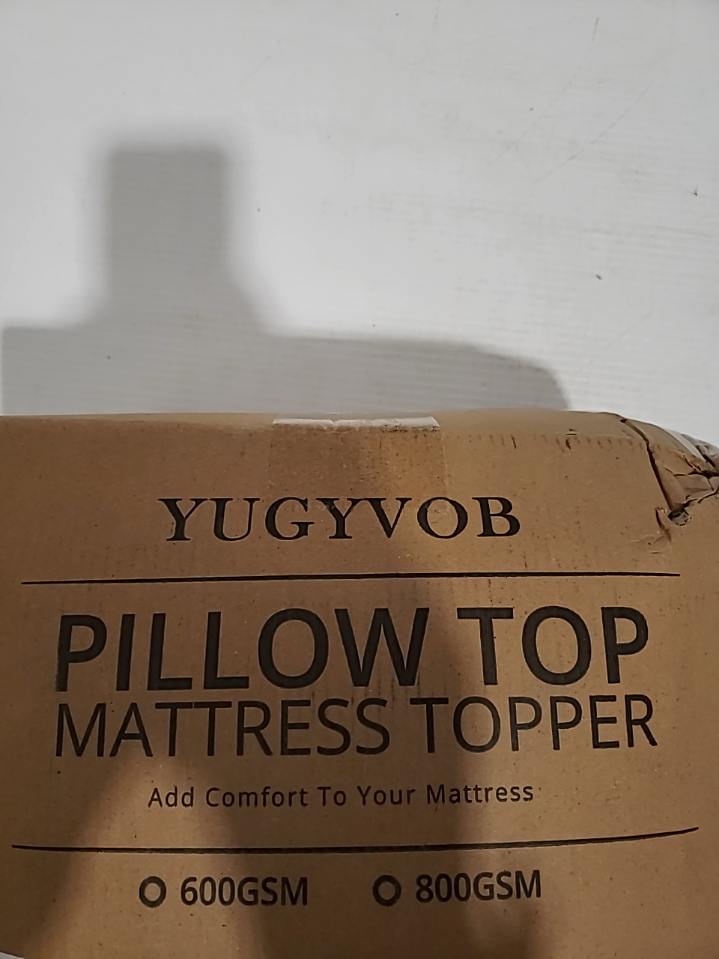 YUGYVOB
PILLOW TOP
MATTRESS TOPPER
Add Comfort To Your Mattress
600GSM 800GSM